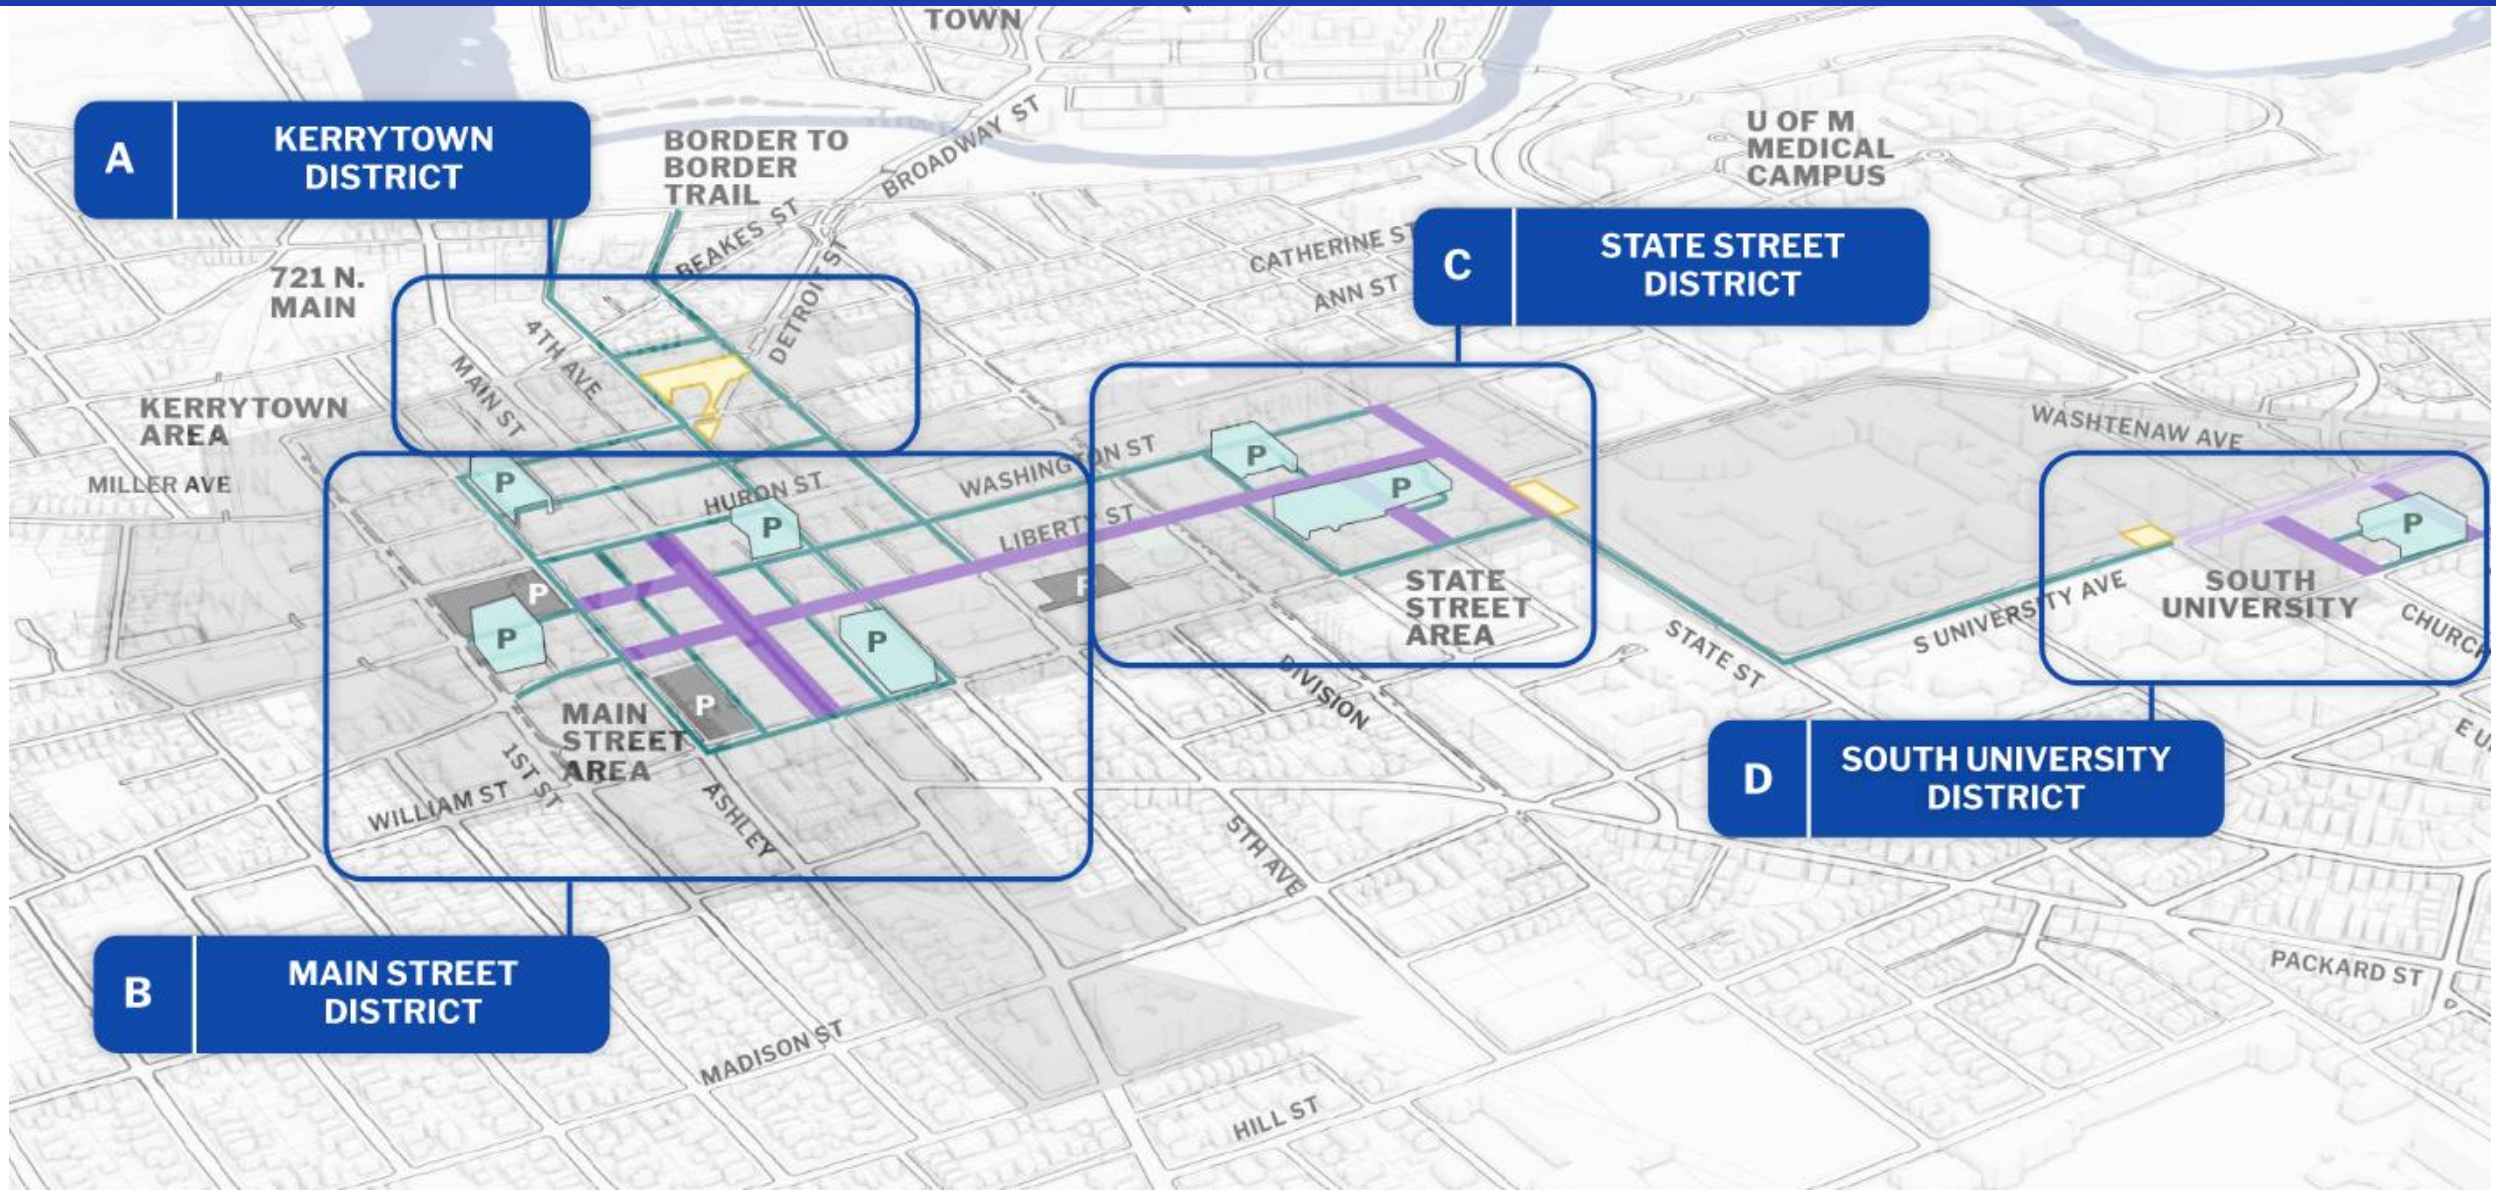 TOWN
A
KERRYTOWN
DISTRICT
BORDER TO
BORDER
TRAIL
BROADWAY ST
BEAKES ST
DETROIT ST
U OF M
MEDICAL
CAMPUS
CATHERINE ST
ANN ST
C
STATE STREET
DISTRICT
721 N.
MAIN
4TH AVE
MAIN ST
KERRYTOWN
AREA
MILLER AVE
HURON ST
WASHINGTON ST
LIBERTY ST
WASHTENAW AVE
P
P
P
P
P
P
P
P
P
P
STATE
STREET
AREA
SOUTH
UNIVERSITY
CHURCH
STATE ST
S UNIVERSITY AVE
DIVISION
MAIN
STREET
AREA
1ST ST
WILLIAM ST
ASHLEY
5TH AVE
D
SOUTH UNIVERSITY
DISTRICT
E U
B
MAIN STREET
DISTRICT
MADISON ST
HILL ST
PACKARD ST